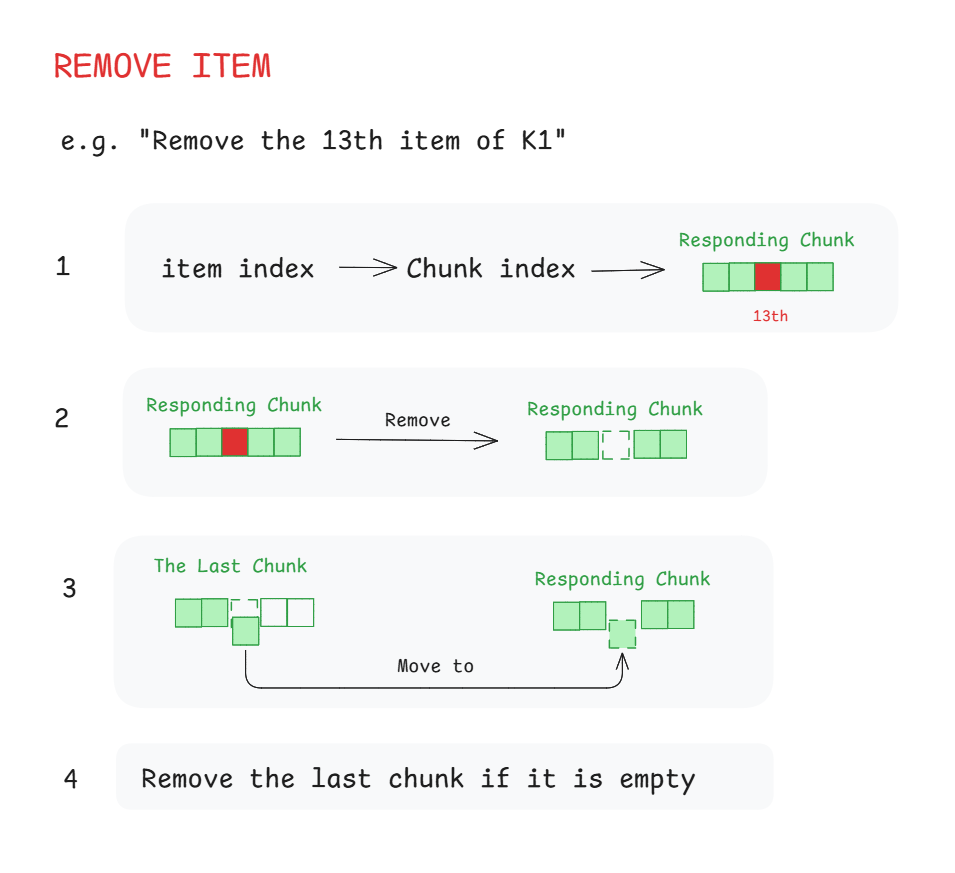 REMOVE ITEM
e.g. "Remove the 13th item of K1"
1
item index
Chunk index
Responding Chunk
13th
2
Responding Chunk
Remove
Responding Chunk
3
The Last Chunk
Responding Chunk
Move to
4
Remove the last chunk if it is empty